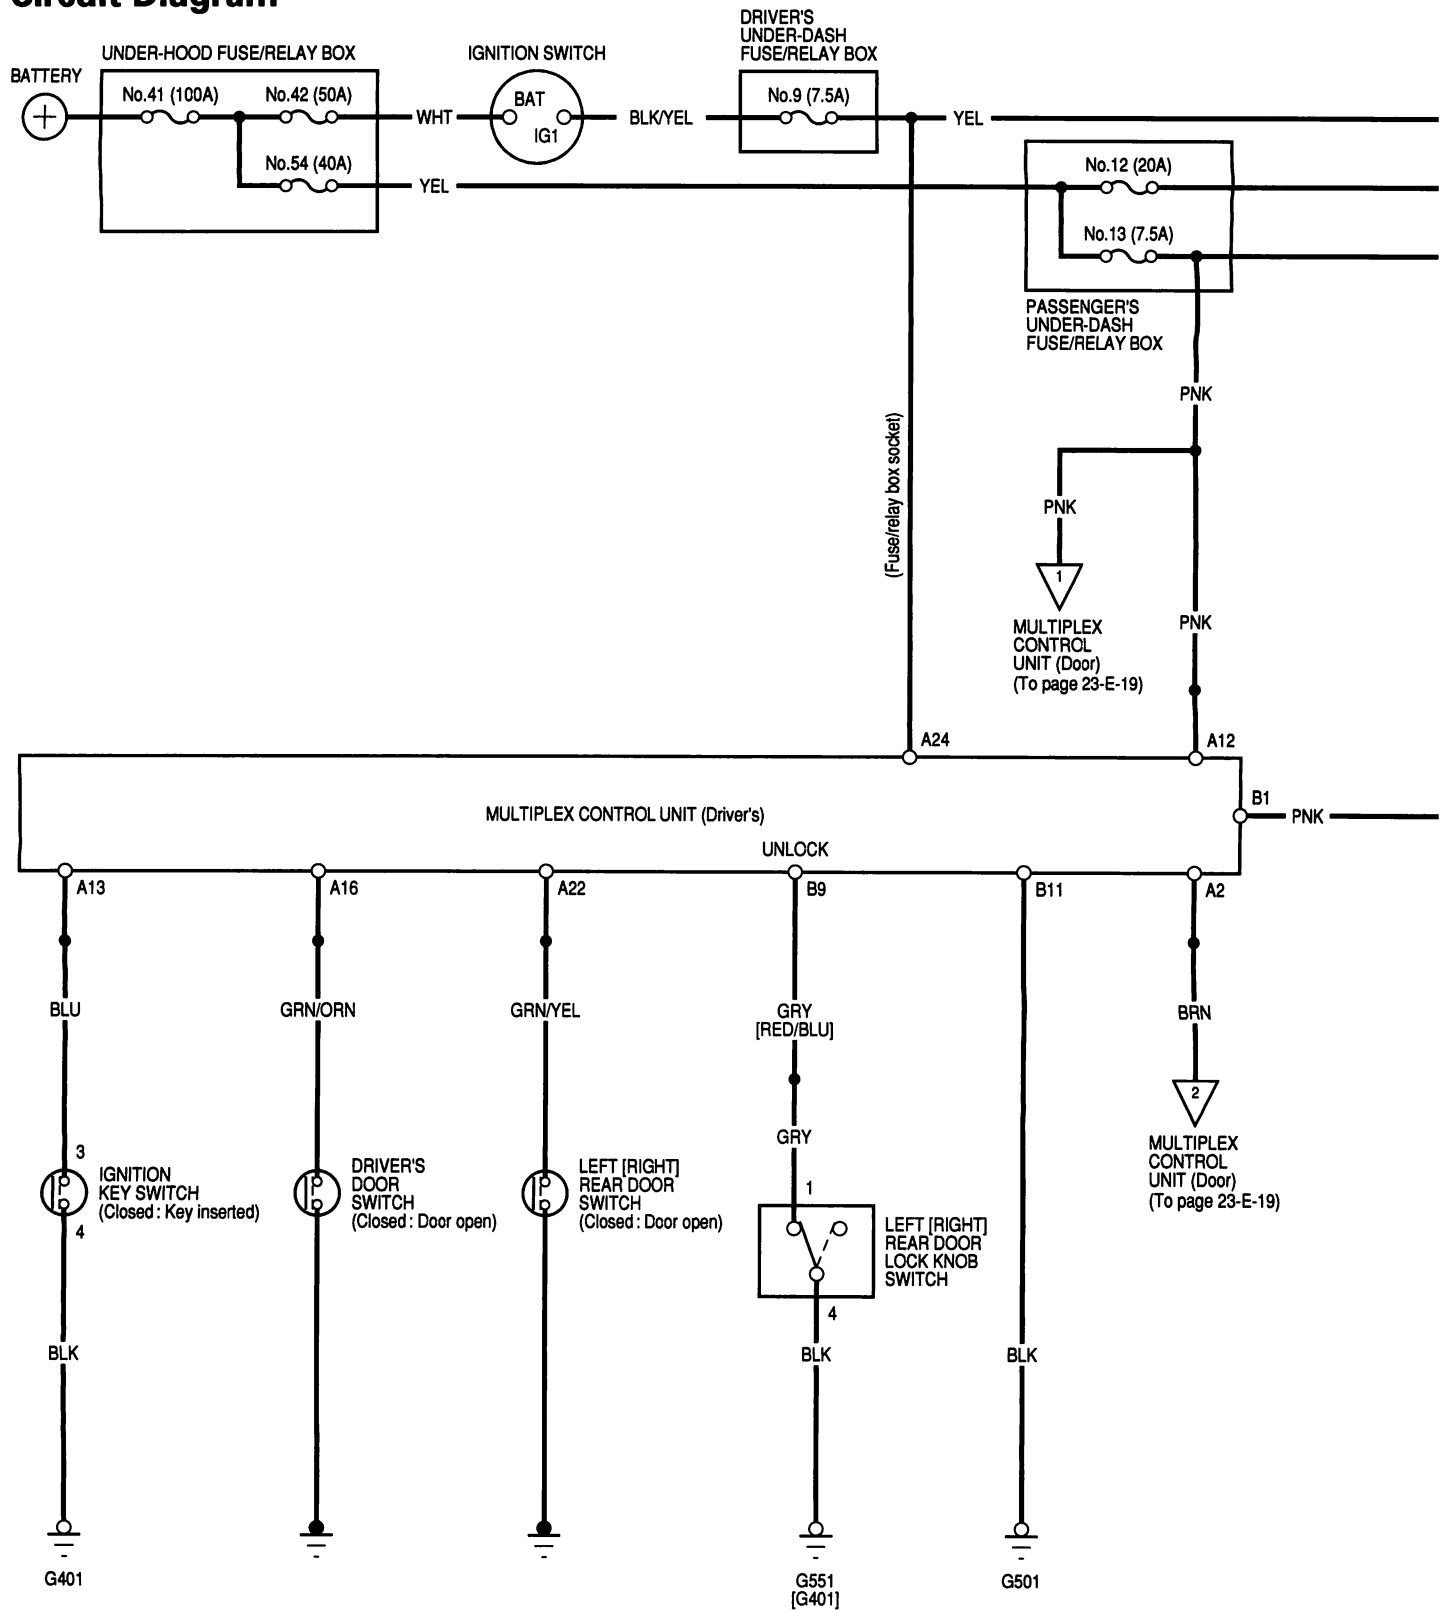 Circuit Diagram
DRIVER'S
UNDER-DASH
FUSE/RELAY BOX
UNDER-HOOD FUSE/RELAY BOX
IGNITION SWITCH
BATTERY
No.41 (100A)
No.42 (50A)
WHT
BAT
IG1
BLK/YEL
No.9 (7.5A)
YEL
No.54 (40A)
YEL
No.12 (20A)
No.13 (7.5A)
PASSENGER'S
UNDER-DASH
FUSE/RELAY BOX
PNK
(Fuse/relay box socket)
PNK
1
MULTIPLEX
CONTROL
UNIT (Door)
(To page 23-E-19)
PNK
A24
A12
MULTIPLEX CONTROL UNIT (Driver's)
B1
PNK
UNLOCK
A13
A16
A22
B9
B11
A2
BLU
GRN/ORN
GRN/YEL
GRY
[RED/BLU]
BRN
2
MULTIPLEX
CONTROL
UNIT (Door)
(To page 23-E-19)
GRY
3
IGNITION
KEY SWITCH
(Closed : Key inserted)
4
DRIVER'S
DOOR
SWITCH
(Closed : Door open)
LEFT [RIGHT]
REAR DOOR
SWITCH
(Closed : Door open)
1
LEFT [RIGHT]
REAR DOOR
LOCK KNOB
SWITCH
4
BLK
BLK
BLK
G401
G551
[G401]
G501